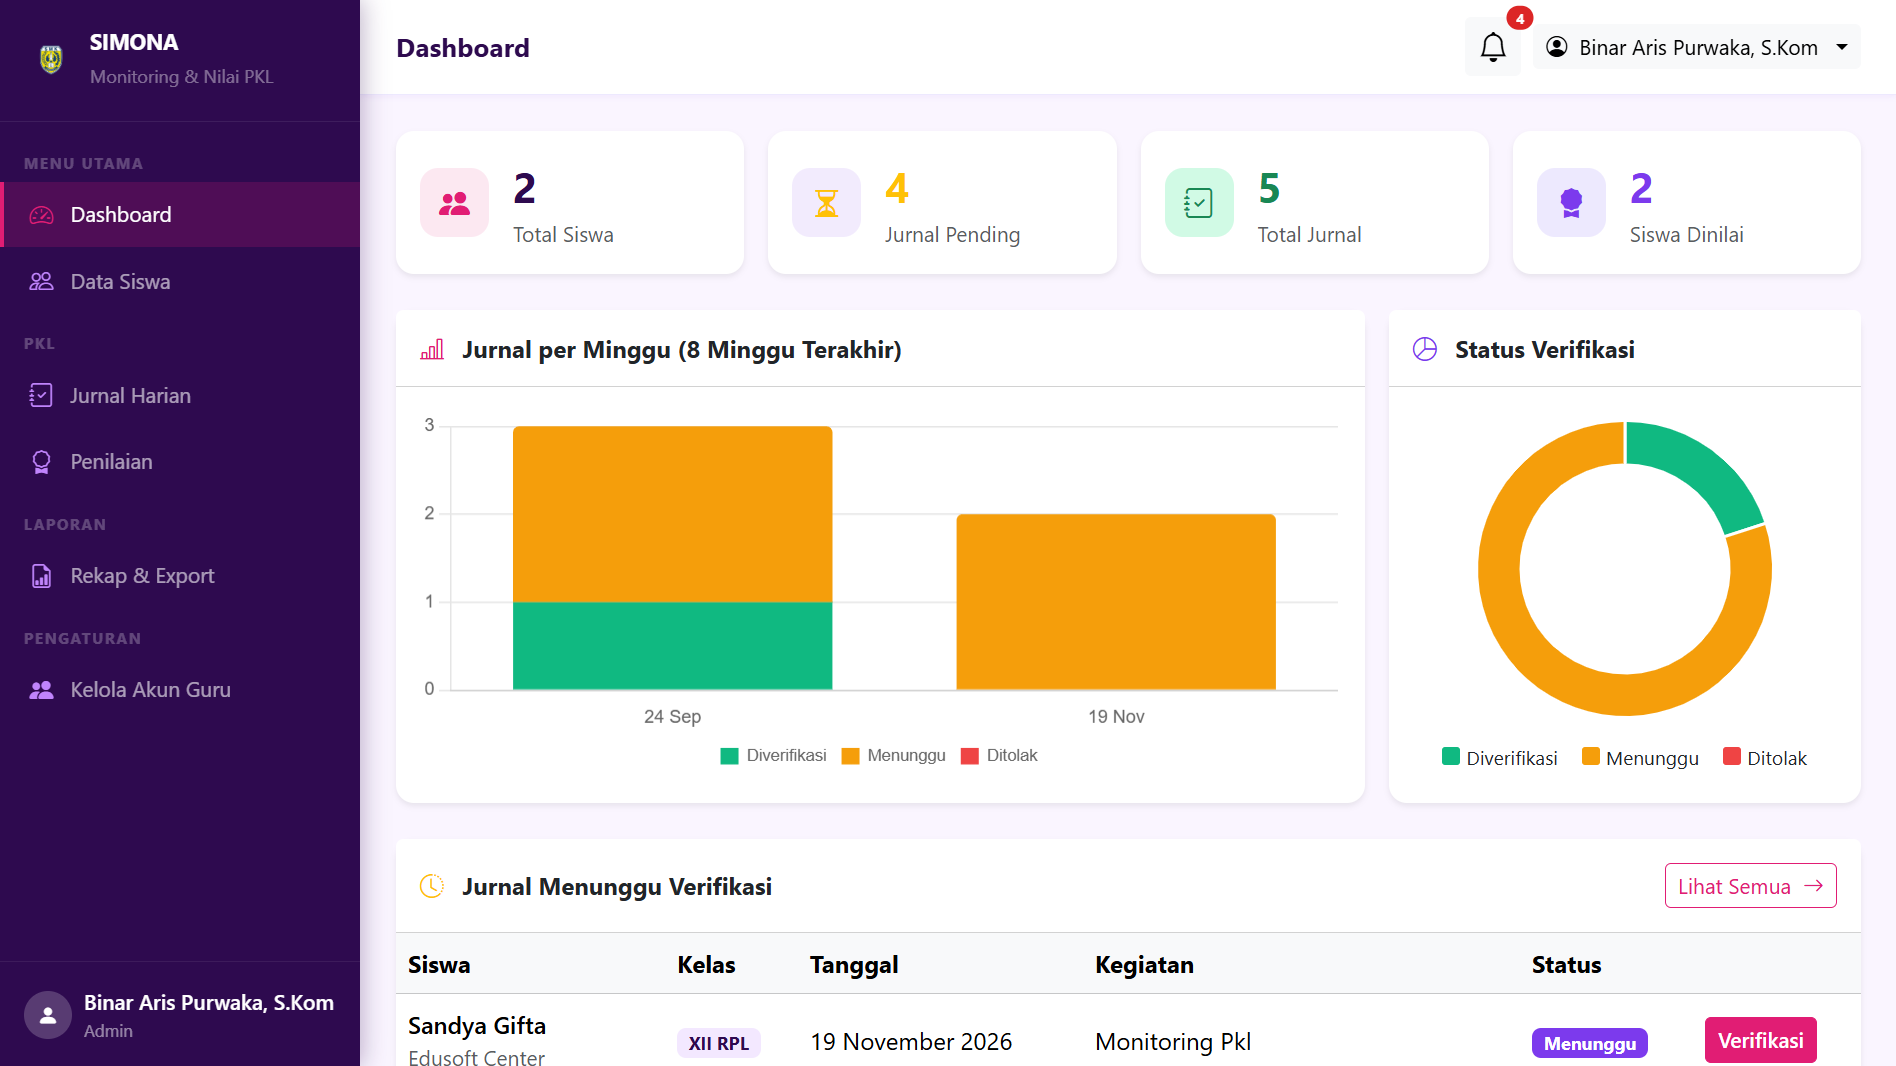 SIMONA
Monitoring & Nilai PKL
MENU UTAMA
Dashboard
Data Siswa
PKL
Jurnal Harian
Penilaian
LAPORAN
Rekap & Export
PENGATURAN
Kelola Akun Guru
Binar Aris Purwaka, S.Kom
Admin
Dashboard
4
Binar Aris Purwaka, S.Kom
2
Total Siswa
4
Jurnal Pending
5
Total Jurnal
2
Siswa Dinilai
Jurnal per Minggu (8 Minggu Terakhir)
3
2
1
0
24 Sep
19 Nov
Diverifikasi Menunggu Ditolak
Status Verifikasi
Diverifikasi Menunggu Ditolak
Jurnal Menunggu Verifikasi
Lihat Semua
Siswa Kelas Tanggal Kegiatan Status
Sandya Gifta
Edusoft Center
XII RPL
19 November 2026
Monitoring Pkl
Menunggu
Verifikasi